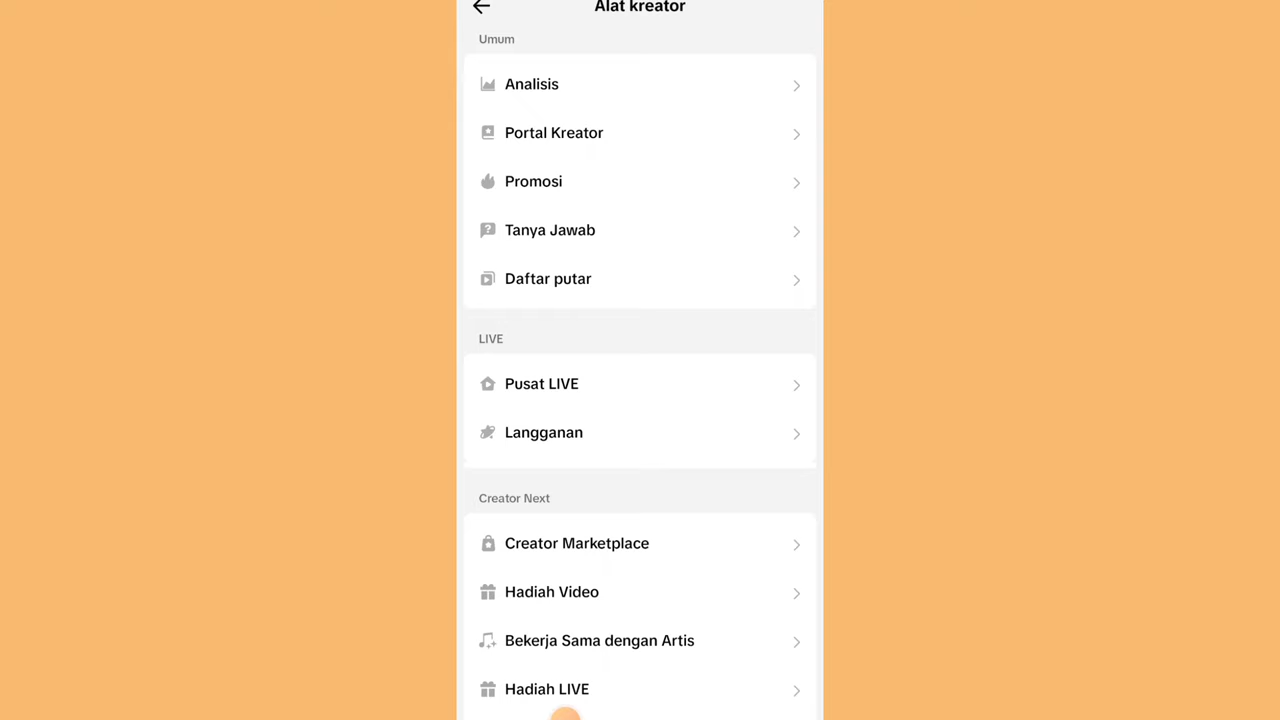 Alat kreator
Umum
Analisis
Portal Kreator
Promosi
Tanya Jawab
Daftar putar
LIVE
Pusat LIVE
Langganan
Creator Next
Creator Marketplace
Hadiah Video
Bekerja Sama dengan Artis
Hadiah LIVE